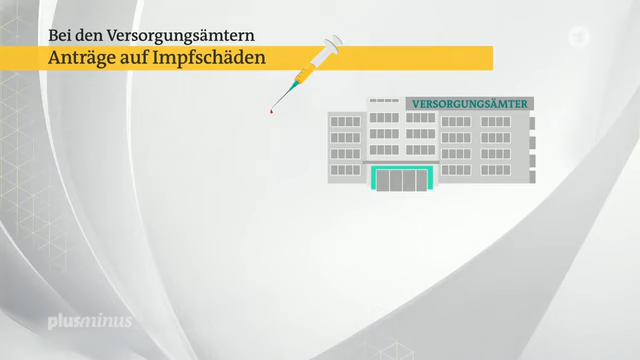 Bei den Versorgungsämtern
Anträge auf Impfschäden
VERSORGUNGSÄMTER
plusminus